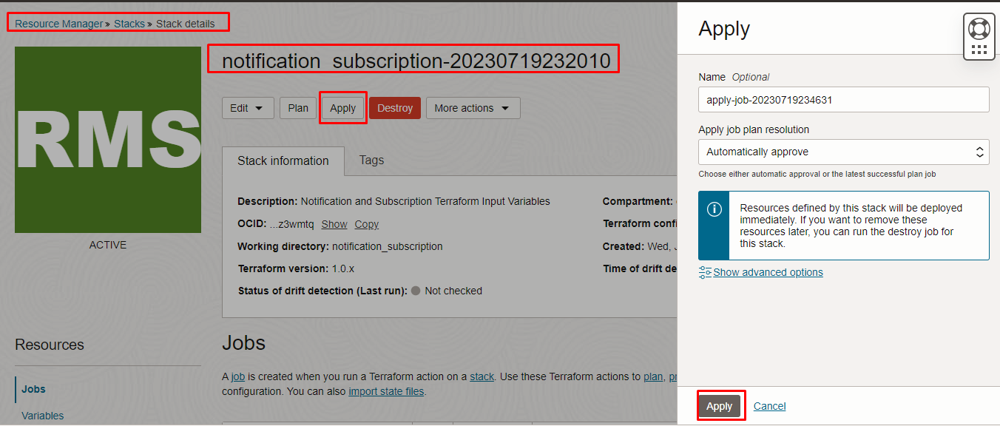 Resource Manager » Stacks » Stack details
RMS
ACTIVE
notification_subscription-20230719232010
Edit Plan Apply Destroy More actions
Stack information Tags
Description: Notification and Subscription Terraform Input Variables
OCID: ...z3wmtq Show Copy
Working directory: notification_subscription
Terraform version: 1.0.x
Status of drift detection (Last run): Not checked
Compartment:
Terraform confi
Created: Wed,
Time of drift de
Resources
Jobs
Variables
Jobs
A job is created when you run a Terraform action on a stack. Use these Terraform actions to plan, pr
configuration. You can also import state files.
Apply
Name Optional
apply-job-20230719234631
Apply job plan resolution
Automatically approve
Choose either automatic approval or the latest successful plan job
Resources defined by this stack will be deployed
immediately. If you want to remove these
resources later, you can run the destroy job for
this stack.
Show advanced options
Apply Cancel